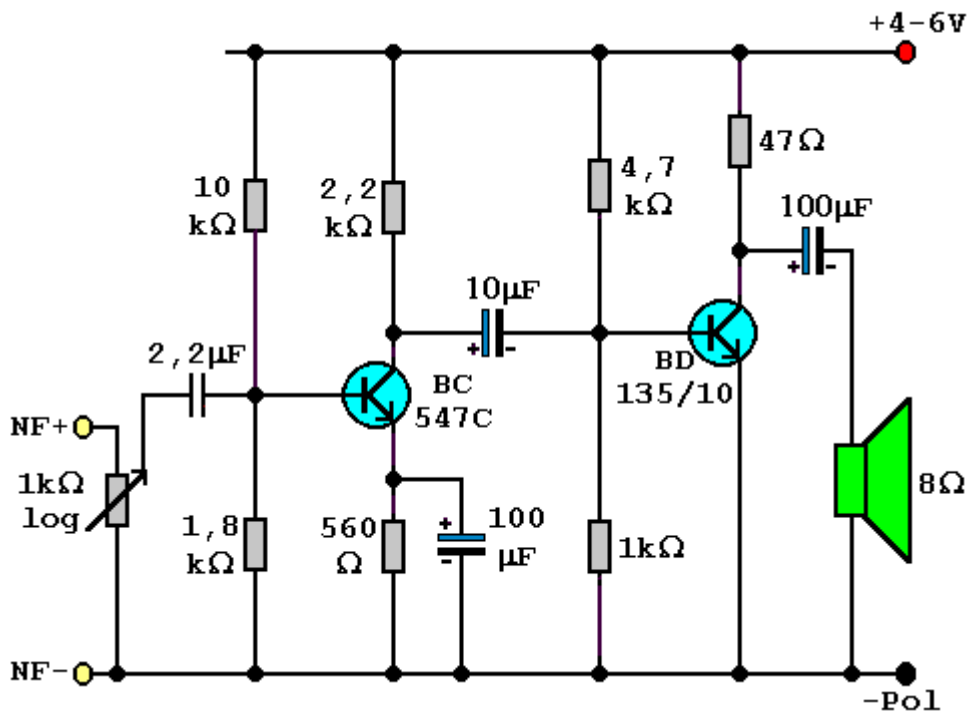 +4-6V
10
kΩ
2,2
kΩ
4,7
kΩ
47Ω
100µF
10µF
2,2µF
BC
547C
BD
135/10
NF+
1kΩ
log
1,8
kΩ
560
Ω
+
100
µF
-
1kΩ
8Ω
+
-
+
-
NF-
-Pol